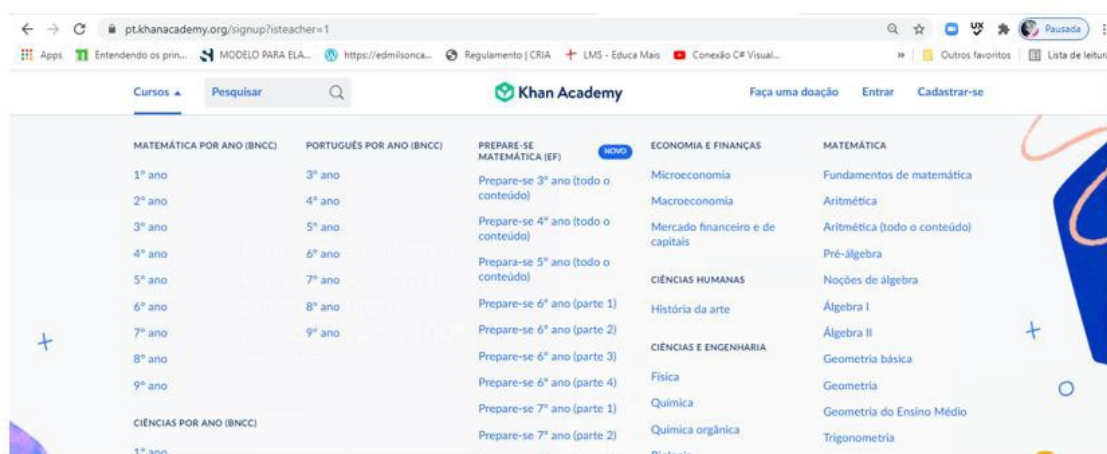 pt.khanacademy.org/signup?isteacher=1
Pausada
Apps
Entendendo os prin...
MODELO PARA ELA...
https://edmilsonca...
Regulamento | CRIA
LMS - Educa Mais
Conexão C# Visual...
»
Outros favoritos
Lista de leitura
Cursos
Pesquisar
Khan Academy
Faça uma doação
Entrar
Cadastrar-se
MATEMÁTICA POR ANO (BNCC)
1º ano
2º ano
3º ano
4º ano
5º ano
6º ano
7º ano
8º ano
9º ano
CIÊNCIAS POR ANO (BNCC)
1º ano
PORTUGUÊS POR ANO (BNCC)
3º ano
4º ano
5º ano
6º ano
7º ano
8º ano
9º ano
PREPARE-SE
MATEMÁTICA (EF)
NOVO
Prepare-se 3º ano (todo o
conteúdo)
Prepare-se 4º ano (todo o
conteúdo)
Prepara-se 5º ano (todo o
conteúdo)
Prepare-se 6º ano (parte 1)
Prepare-se 6º ano (parte 2)
Prepare-se 6º ano (parte 3)
Prepare-se 6º ano (parte 4)
Prepare-se 7º ano (parte 1)
Prepare-se 7º ano (parte 2)
ECONOMIA E FINANÇAS
Microeconomia
Macroeconomia
Mercado financeiro e de
capitais
CIÊNCIAS HUMANAS
História da arte
CIÊNCIAS E ENGENHARIA
Física
Química
Química orgânica
Biologia
MATEMÁTICA
Fundamentos de matemática
Aritmética
Aritmética (todo o conteúdo)
Pré-álgebra
Noções de álgebra
Álgebra I
Álgebra II
Geometria básica
Geometria
Geometria do Ensino Médio
Trigonometria